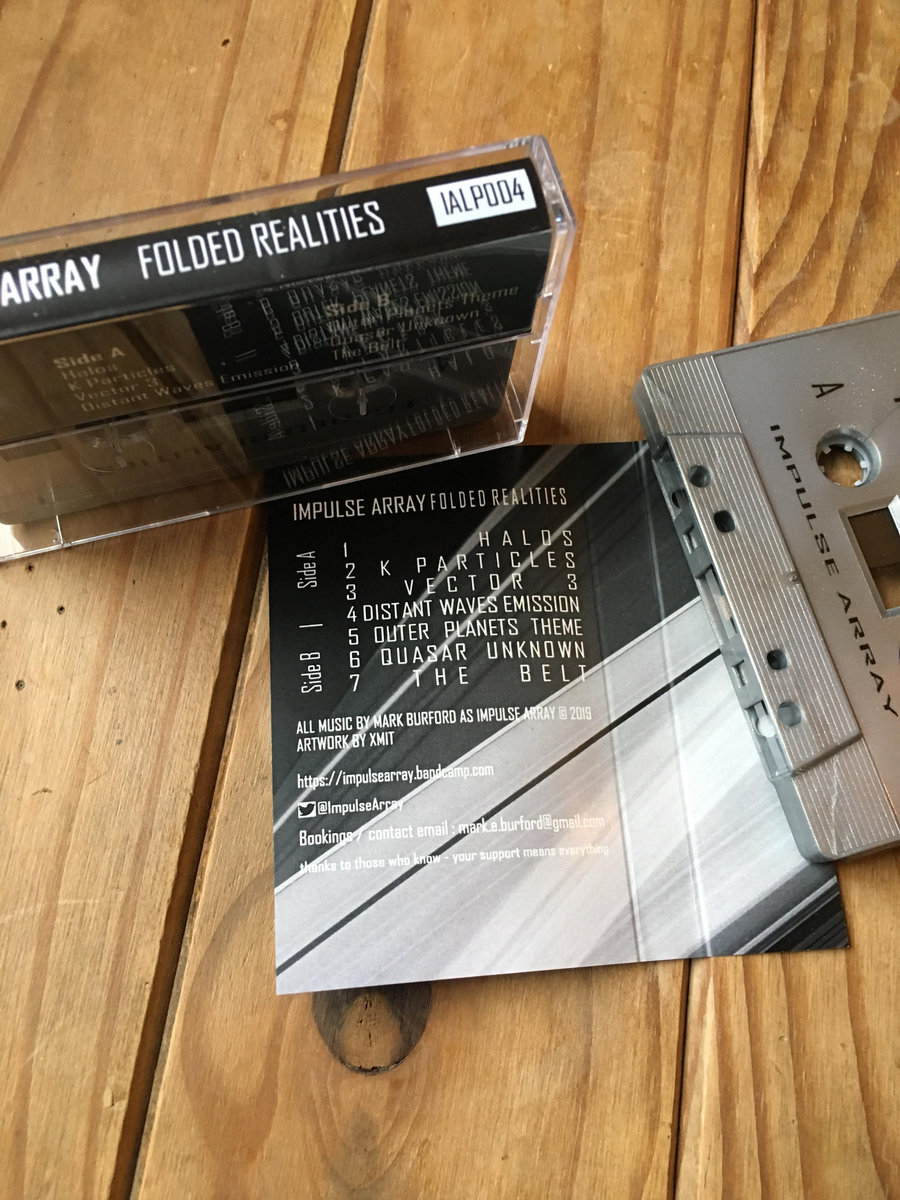 ARRAY FOLDED REALITIES IALP004
Side A
Halos
K Particles
Vector 3
Distant Waves Emission
Side B
Outer Planets Theme
Quasar Unknown
The Belt
IMPULSE ARRAY FOLDED REALITIES
Side A
1 HALOS
2 K PARTICLES
3 VECTOR 3
4 DISTANT WAVES EMISSION
Side B
5 OUTER PLANETS THEME
6 QUASAR UNKNOWN
7 THE BELT
ALL MUSIC BY MARK BURFORD AS IMPULSE ARRAY © 2019
ARTWORK BY XMIT
https://impulsearray.bandcamp.com
@ImpulseArray
Bookings / contact email : mark.e.burford@gmail.com
thanks to those who know - your support means everything
A
IMPULSE ARRAY